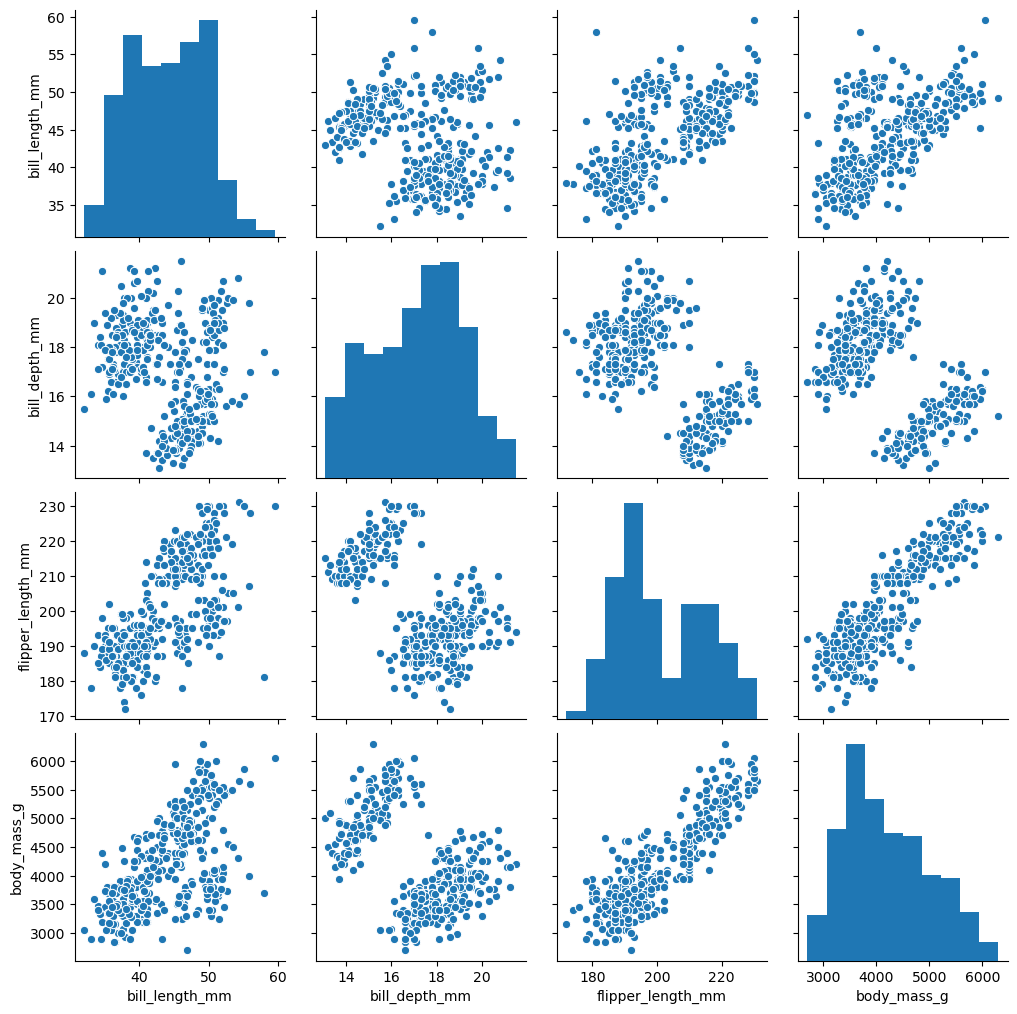 bill_length_mm
60
55
50
45
40
35
bill_depth_mm
20
18
16
14
flipper_length_mm
230
220
210
200
190
180
170
body_mass_g
6000
5500
5000
4500
4000
3500
3000
40 50 60
14 16 18 20
180 200 220
3000 4000 5000 6000
bill_length_mm
bill_depth_mm
flipper_length_mm
body_mass_g